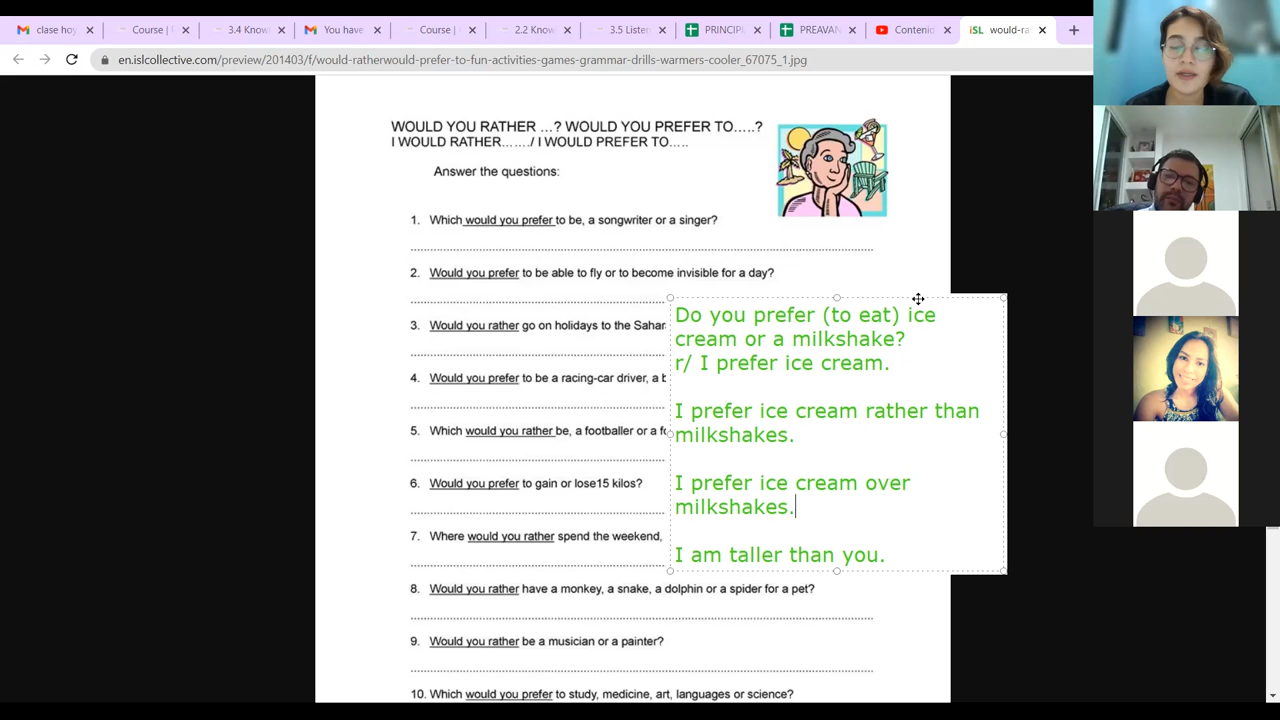 clase hoy
Course |
3.4 Know
You have
Course |
2.2 Know
3.5 Listen
PRINCIP
PREAVAN
Contenid
iSL would-ra
en.islcollective.com/preview/201403/f/would-ratherwould-prefer-to-fun-activities-games-grammar-drills-warmers-cooler_67075_1.jpg
WOULD YOU RATHER ...? WOULD YOU PREFER TO.....?
I WOULD RATHER......./ I WOULD PREFER TO.....
Answer the questions:
1. Which would you prefer to be, a songwriter or a singer?
2. Would you prefer to be able to fly or to become invisible for a day?
3. Would you rather go on holidays to the Sahar
4. Would you prefer to be a racing-car driver, a b
5. Which would you rather be, a footballer or a fo
6. Would you prefer to gain or lose15 kilos?
7. Where would you rather spend the weekend,
8. Would you rather have a monkey, a snake, a dolphin or a spider for a pet?
9. Would you rather be a musician or a painter?
10. Which would you prefer to study, medicine, art, languages or science?
Do you prefer (to eat) ice
cream or a milkshake?
r/ I prefer ice cream.
I prefer ice cream rather than
milkshakes.
I prefer ice cream over
milkshakes.
I am taller than you.